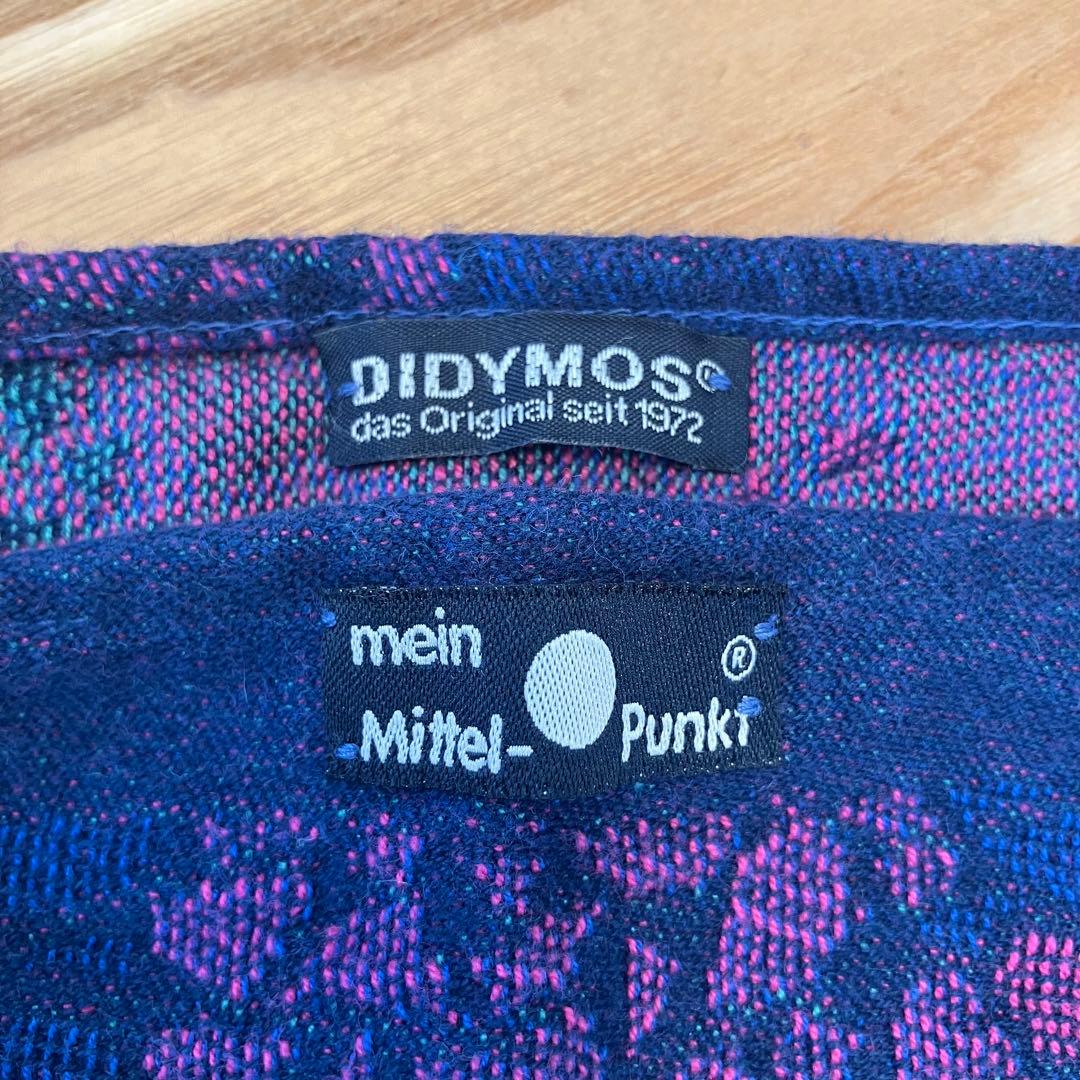 DIDYMOS©
das Original seit 1972
mein
®
Mittel- Punkt